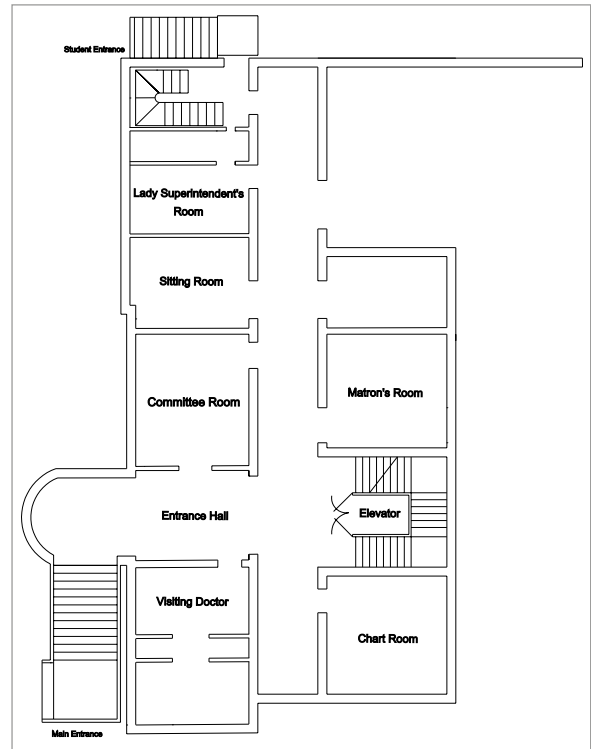 Student Entrance
Lady Superintendent's
Room
Sitting Room
Committee Room
Matron's Room
Entrance Hall
Elevator
Visiting Doctor
Chart Room
Main Entrance